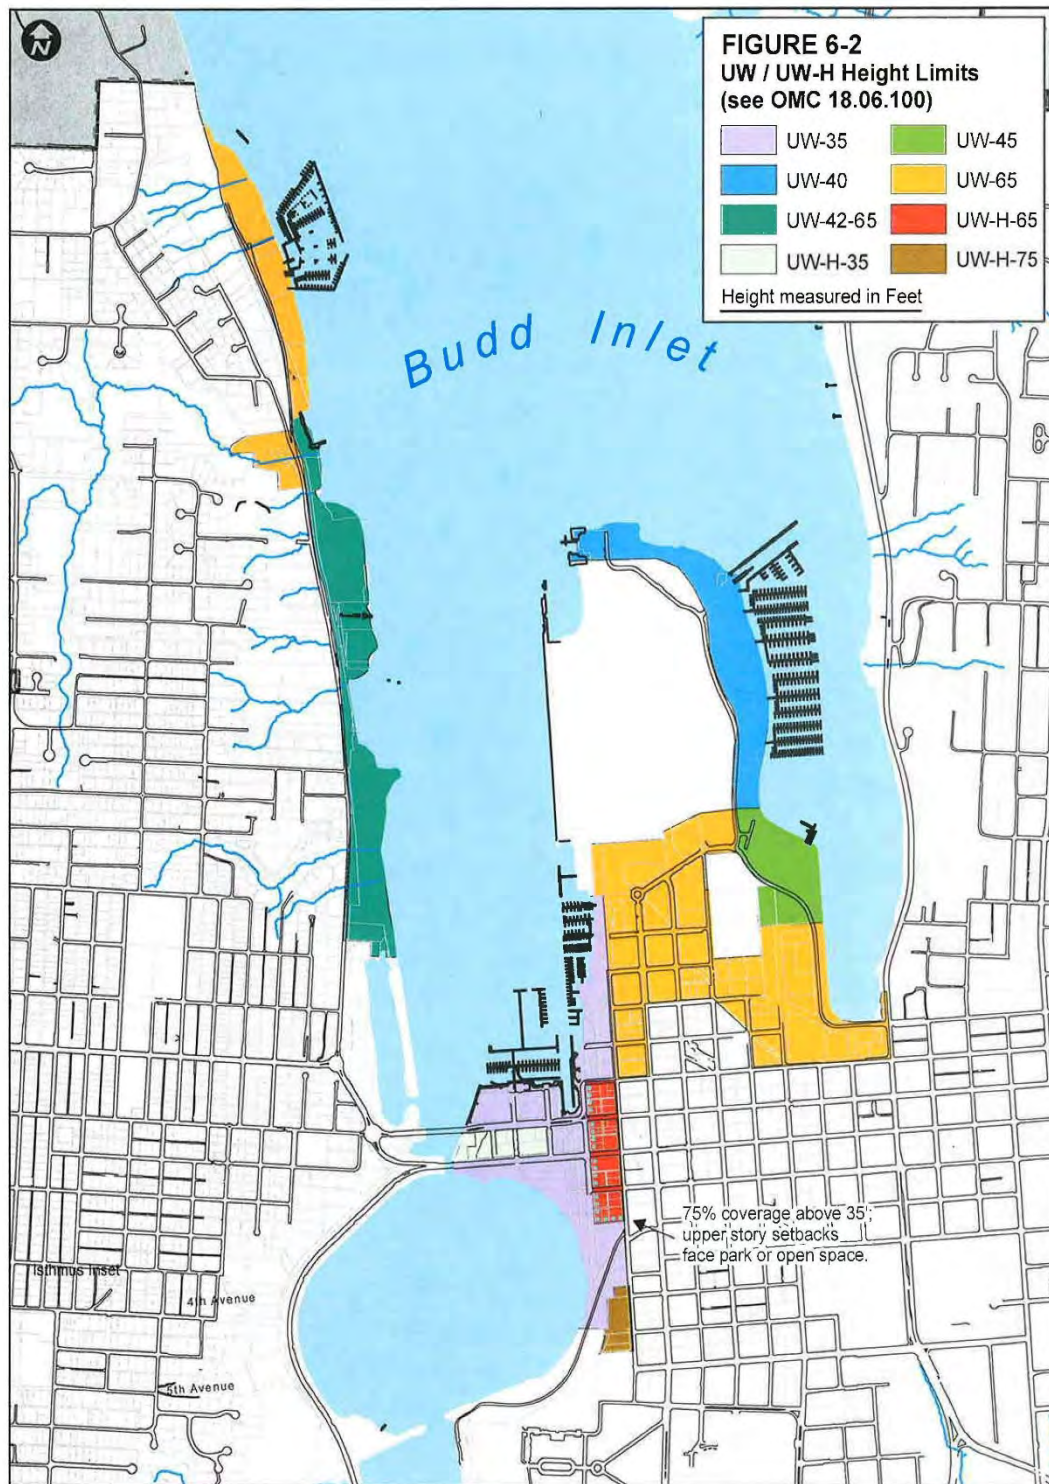 N
FIGURE 6-2
UW / UW-H Height Limits
(see OMC 18.06.100)
UW-35
UW-45
UW-40
UW-65
UW-42-65
UW-H-65
UW-H-35
UW-H-75
Height measured in Feet
Budd Inlet
75% coverage above 35';
upper story setbacks
face park or open space.
Isthmus Inset
4th Avenue
5th Avenue